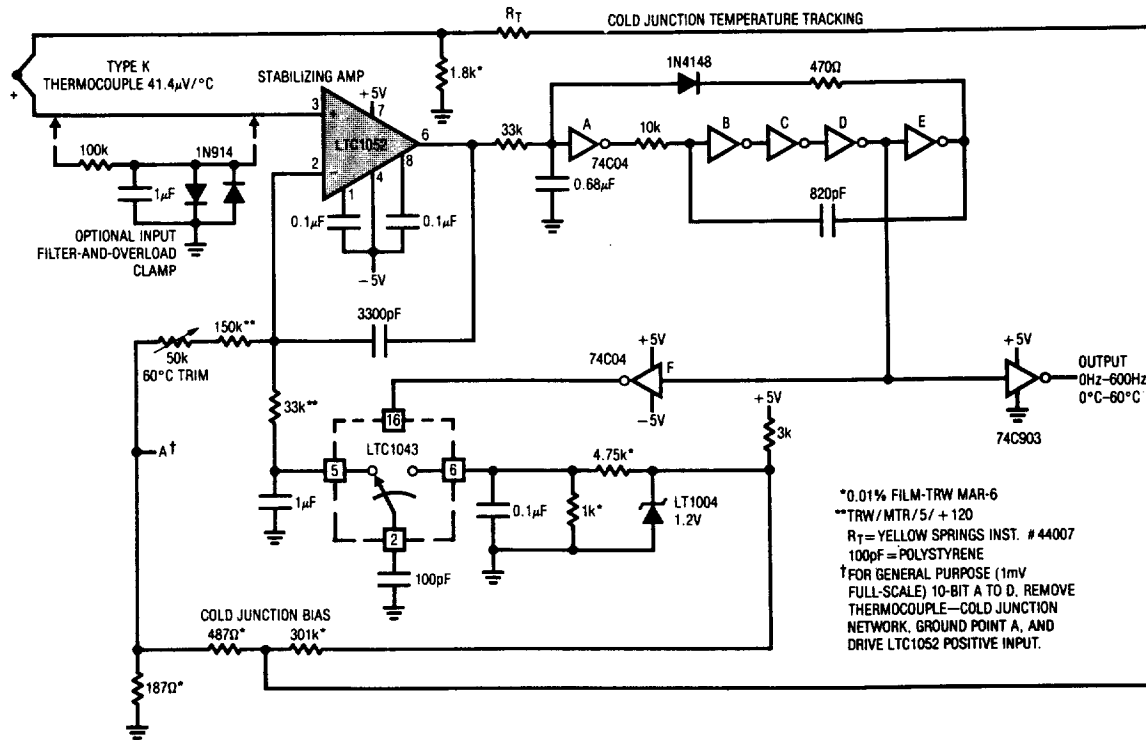 R_T
COLD JUNCTION TEMPERATURE TRACKING
TYPE K
THERMOCOUPLE 41.4μV/°C
+
STABILIZING AMP
1.8k*
1N4148
470Ω
+5V
3
7
+
LTC1052
6
2
−
1
4
8
33k
A
74C04
10k
B
C
D
E
100k
1N914
1μF
0.68μF
820pF
0.1μF
0.1μF
−5V
OPTIONAL INPUT
FILTER-AND-OVERLOAD
CLAMP
3300pF
150k**
50k
60°C TRIM
74C04
+5V
F
−5V
+5V
OUTPUT
0Hz–600Hz
0°C–60°C
74C903
33k**
16
LTC1043
5
6
2
+5V
3k
4.75k*
A†
1μF
0.1μF
1k*
LT1004
1.2V
100pF
*0.01% FILM-TRW MAR-6
**TRW/MTR/5/+120
R_T=YELLOW SPRINGS INST. #44007
100pF=POLYSTYRENE
†FOR GENERAL PURPOSE (1mV
FULL-SCALE) 10-BIT A TO D, REMOVE
THERMOCOUPLE—COLD JUNCTION
NETWORK, GROUND POINT A, AND
DRIVE LTC1052 POSITIVE INPUT.
COLD JUNCTION BIAS
487Ω*
301k*
187Ω*